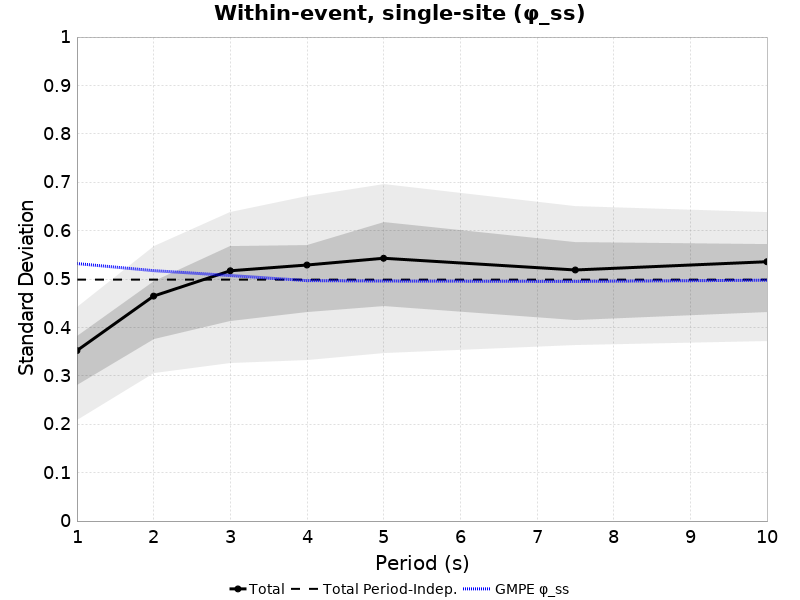 Within-event, single-site (φ_ss)
1
0.9
0.8
0.7
0.6
0.5
0.4
0.3
0.2
0.1
0
Standard Deviation
1 2 3 4 5 6 7 8 9 10
Period (s)
Total Total Period-Indep. GMPE φ_ss